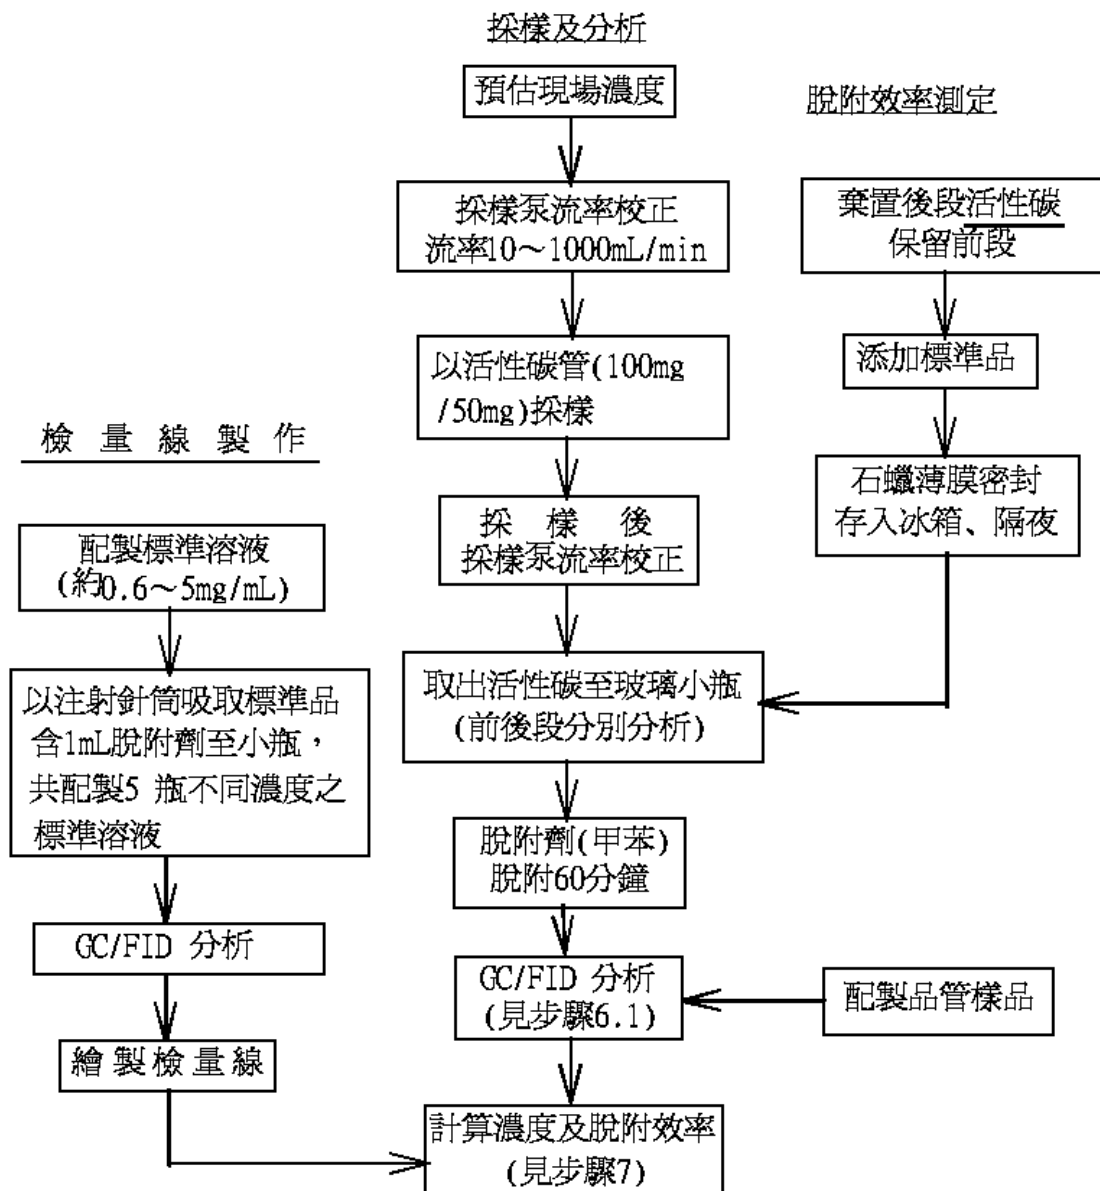 採樣及分析
預估現場濃度
採樣泵流率校正
流率10～1000mL/min
以活性碳管(100mg
/50mg)採樣
採 樣 後
採樣泵流率校正
取出活性碳至玻璃小瓶
(前後段分別分析)
脫附劑(甲苯)
脫附60分鐘
GC/FID 分析
(見步驟6.1)
計算濃度及脫附效率
(見步驟7)
脫附效率測定
棄置後段活性碳
保留前段
添加標準品
石蠟薄膜密封
存入冰箱、隔夜
配製品管樣品
檢 量 線 製 作
配製標準溶液
(約0.6～5mg/mL)
以注射針筒吸取標準品
含1mL脫附劑至小瓶，
共配製5 瓶不同濃度之
標準溶液
GC/FID 分析
繪製檢量線